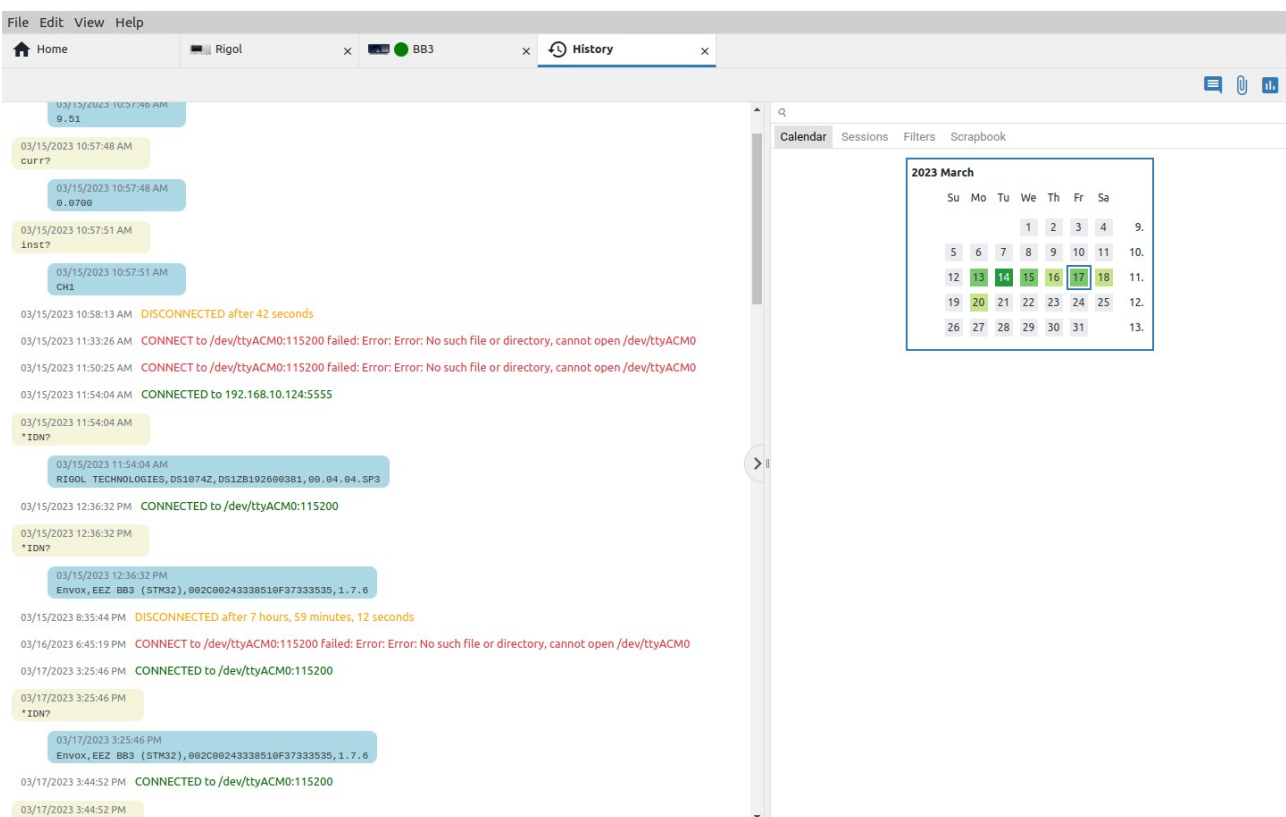 File Edit View Help
Home Rigol x BB3 x History x
03/15/2023 10:57:46 AM
9.51
03/15/2023 10:57:48 AM
curr?
03/15/2023 10:57:48 AM
0.0700
03/15/2023 10:57:51 AM
inst?
03/15/2023 10:57:51 AM
CH1
03/15/2023 10:58:13 AM DISCONNECTED after 42 seconds
03/15/2023 11:33:26 AM CONNECT to /dev/ttyACM0:115200 failed: Error: Error: No such file or directory, cannot open /dev/ttyACM0
03/15/2023 11:50:25 AM CONNECT to /dev/ttyACM0:115200 failed: Error: Error: No such file or directory, cannot open /dev/ttyACM0
03/15/2023 11:54:04 AM CONNECTED to 192.168.10.124:5555
03/15/2023 11:54:04 AM
*IDN?
03/15/2023 11:54:04 AM
RIGOL TECHNOLOGIES,DS1074Z,DS1ZB192600381,00.04.04.SP3
03/15/2023 12:36:32 PM CONNECTED to /dev/ttyACM0:115200
03/15/2023 12:36:32 PM
*IDN?
03/15/2023 12:36:32 PM
Envox,EEZ BB3 (STM32),002C00243338510F37333535,1.7.6
03/15/2023 8:35:44 PM DISCONNECTED after 7 hours, 59 minutes, 12 seconds
03/16/2023 6:45:19 PM CONNECT to /dev/ttyACM0:115200 failed: Error: Error: No such file or directory, cannot open /dev/ttyACM0
03/17/2023 3:25:46 PM CONNECTED to /dev/ttyACM0:115200
03/17/2023 3:25:46 PM
*IDN?
03/17/2023 3:25:46 PM
Envox,EEZ BB3 (STM32),002C00243338510F37333535,1.7.6
03/17/2023 3:44:52 PM CONNECTED to /dev/ttyACM0:115200
03/17/2023 3:44:52 PM
Calendar Sessions Filters Scrapbook
2023 March
Su Mo Tu We Th Fr Sa
1 2 3 4 9.
5 6 7 8 9 10 11 10.
12 13 14 15 16 17 18 11.
19 20 21 22 23 24 25 12.
26 27 28 29 30 31 13.